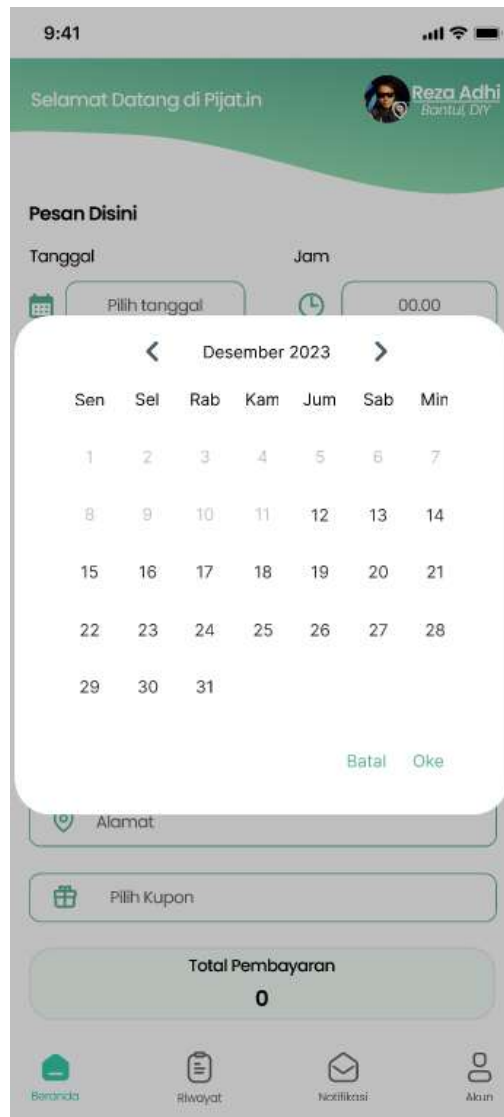 9:41
Selamat Datang di Pijat.in
Reza Adhi
Bantul, DIY
Pesan Disini
Tanggal Jam
Pilih tanggal 00.00
Desember 2023
Sen Sel Rab Kam Jum Sab Min
1 2 3 4 5 6 7
8 9 10 11 12 13 14
15 16 17 18 19 20 21
22 23 24 25 26 27 28
29 30 31
Batal Oke
Alamat
Pilih Kupon
Total Pembayaran
0
Beranda Riwayat Notifikasi Akun